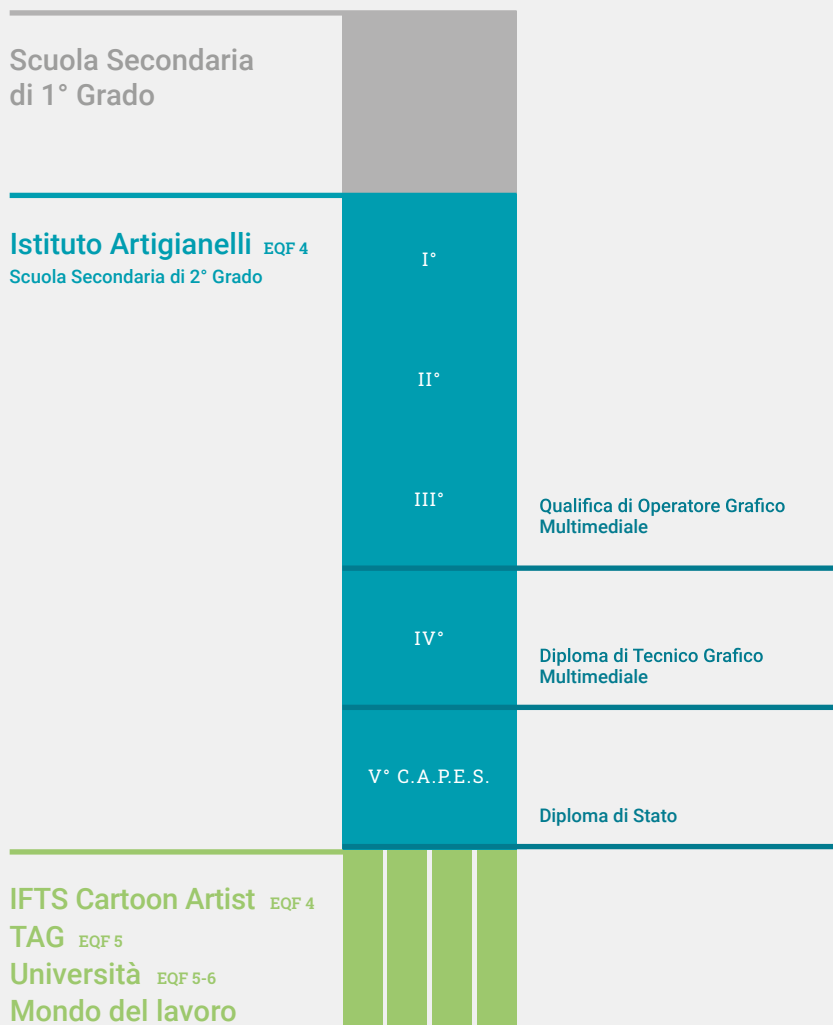 Scuola Secondaria
di 1° Grado
Istituto Artigianelli EQF 4
Scuola Secondaria di 2° Grado
I°
II°
III°
Qualifica di Operatore Grafico
Multimediale
IV°
Diploma di Tecnico Grafico
Multimediale
V° C.A.P.E.S.
Diploma di Stato
IFTS Cartoon Artist EQF 4
TAG EQF 5
Università EQF 5-6
Mondo del lavoro